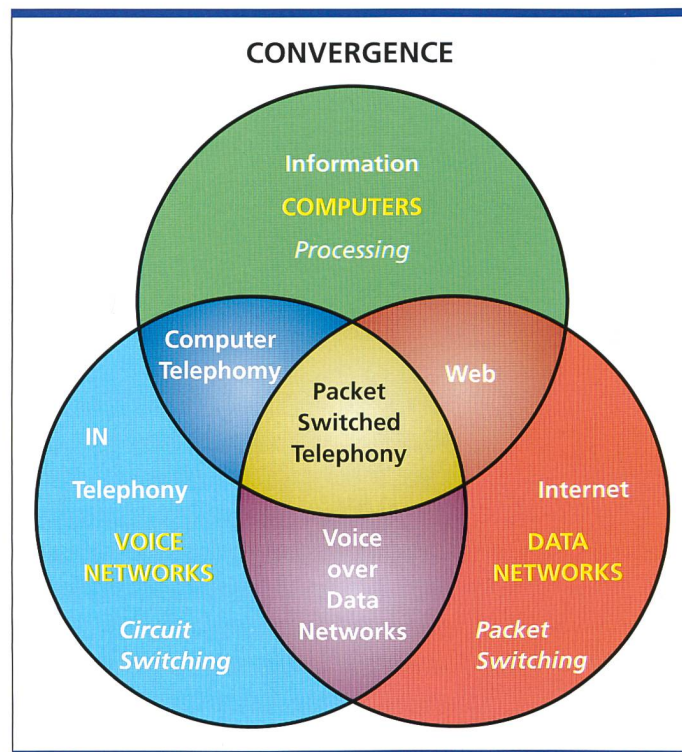 CONVERGENCE
Information
COMPUTERS
Processing
Computer
Telephomy
Web
Packet
Switched
Telephony
IN
Telephony
VOICE
NETWORKS
Circuit
Switching
Voice
over
Data
Networks
Internet
DATA
NETWORKS
Packet
Switching